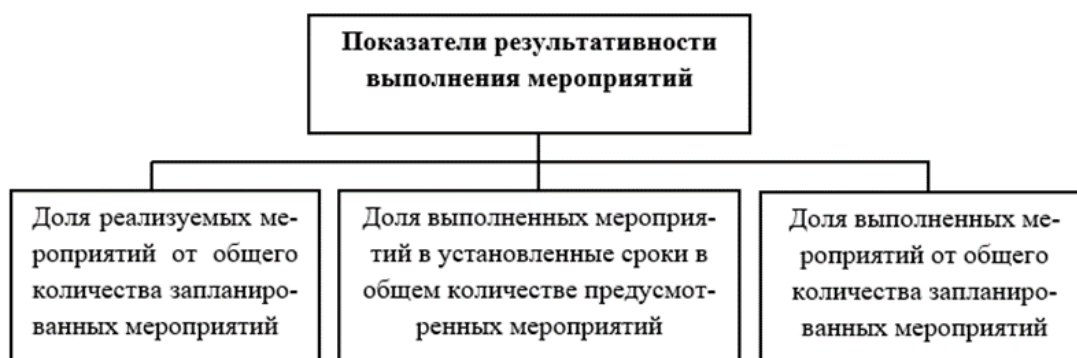 Показатели результативности
выполнения мероприятий
Доля реализуемых ме-
роприятий от общего
количества запланиро-
ванных мероприятий
Доля выполненных мероприя-
тий в установленные сроки в
общем количестве предусмот-
ренных мероприятий
Доля выполненных ме-
роприятий от общего
количества запланиро-
ванных мероприятий